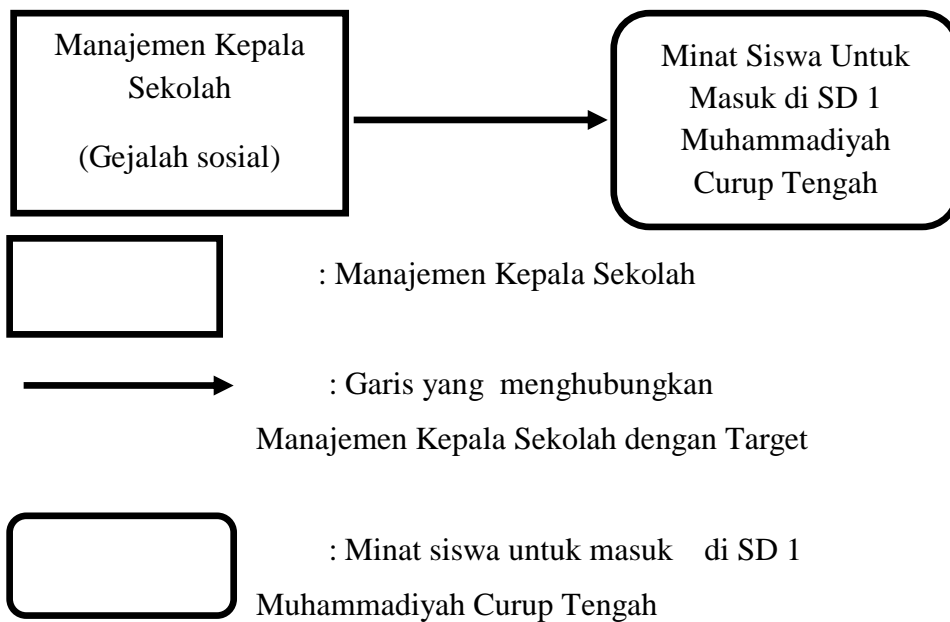 Manajemen Kepala
Sekolah
(Gejalah sosial)
Minat Siswa Untuk
Masuk di SD 1
Muhammadiyah
Curup Tengah
: Manajemen Kepala Sekolah
: Garis yang menghubungkan
Manajemen Kepala Sekolah dengan Target
: Minat siswa untuk masuk di SD 1
Muhammadiyah Curup Tengah